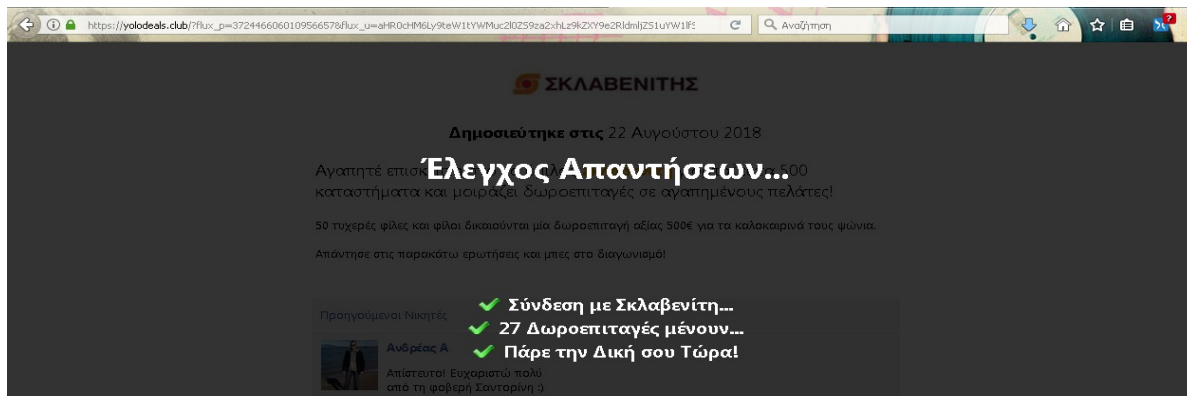 https://yolodeals.club/?flux_p=3724466060109566578&flux_u=
Αναζήτηση
?
ΣΚΛΑΒΕΝΙΤΗΣ
Δημοσιεύτηκε στις 22 Αυγούστου 2018
Έλεγχος Απαντήσεων...
Αγαπητέ 500
καταστήματα και μοιράζει δωροεπιταγές σε αγαπημένους πελάτες!
50 τυχερές φίλες και φίλοι δικαιούνται μία δωροεπιταγή αξίας 500€ για τα καλοκαιρινά τους ψώνια.
Απάντησε στις παρακάτω ερωτήσεις και μπες στο διαγωνισμό!
Σύνδεση με Σκλαβενίτη...
Προηγούμενοι Νικητές
27 Δωροεπιταγές μένουν...
Ανδρέας Α
Πάρε την Δική σου Τώρα!
Απίστευτο! Ευχαριστώ πολύ
από τη φοβερή Σαντορίνη :)